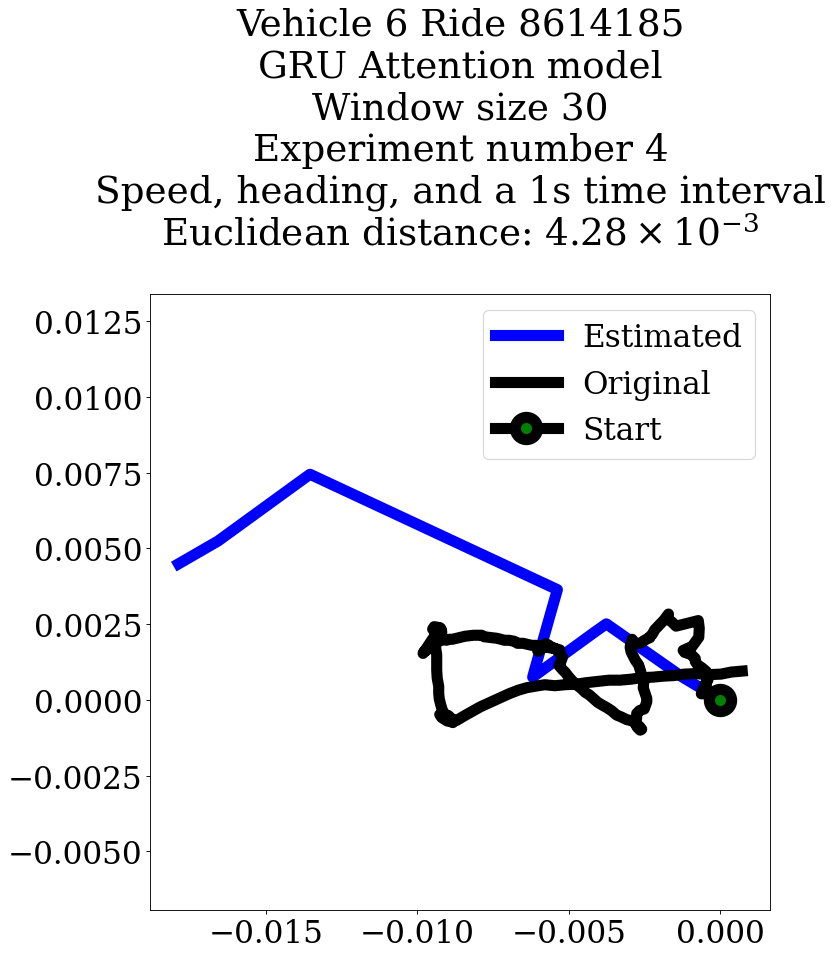 Vehicle 6 Ride 8614185
GRU Attention model
Window size 30
Experiment number 4
Speed, heading, and a 1s time interval
Euclidean distance: 4.28 × 10⁻³
Estimated
Original
Start
0.0125
0.0100
0.0075
0.0050
0.0025
0.0000
−0.0025
−0.0050
−0.015 −0.010 −0.005 0.000